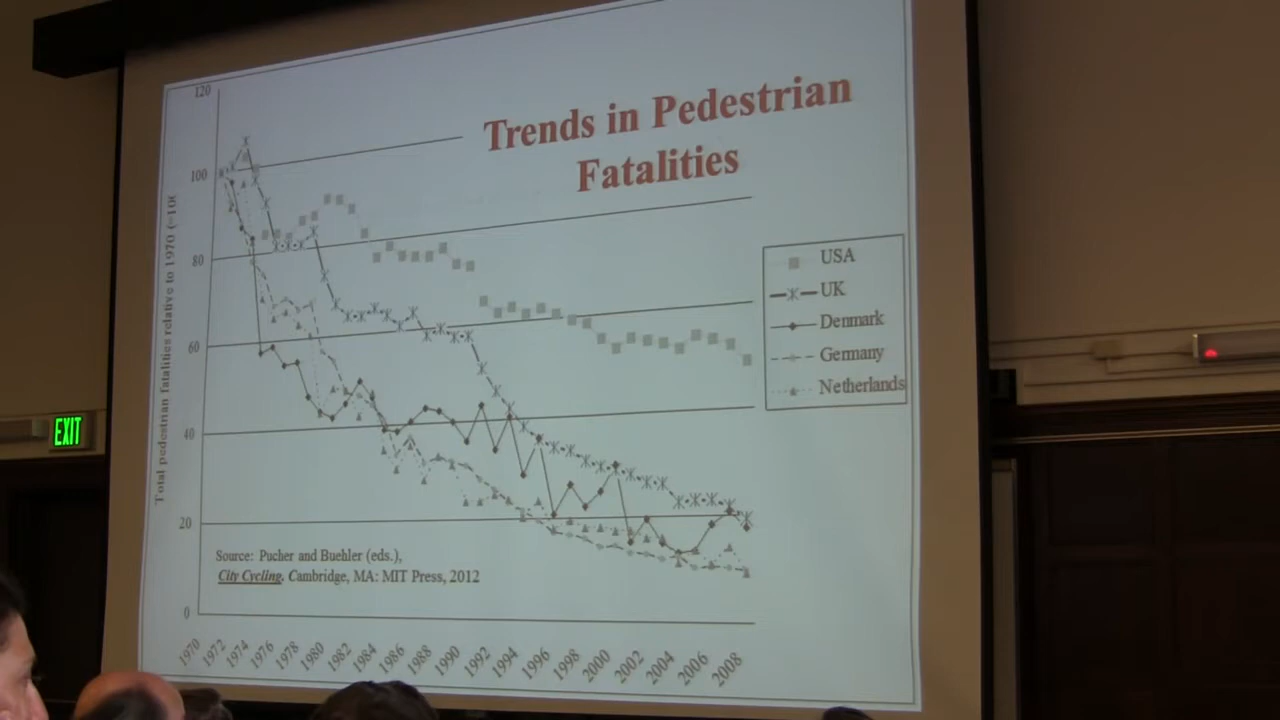 Trends in Pedestrian
Fatalities
120
100
80
60
40
20
0
Total pedestrian fatalities relative to 1970 (=100
USA
UK
Denmark
Germany
Netherlands
Source: Pucher and Buehler (eds.),
City Cycling, Cambridge, MA: MIT Press, 2012
1970 1972 1974 1976 1978 1980 1982 1984 1986 1988 1990 1992 1994 1996 1998 2000 2002 2004 2006 2008
EXIT